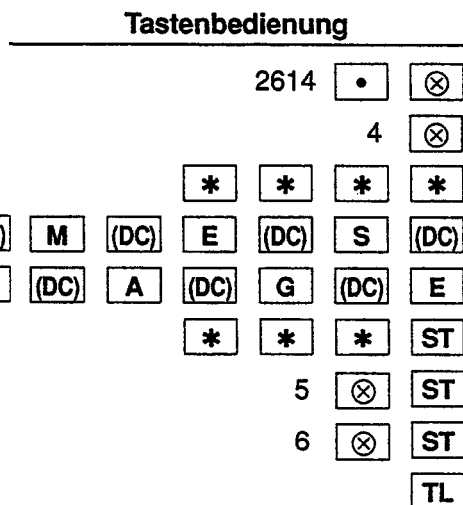 Tastenbedienung
2614 • ⊗
4 ⊗
* * * *
) M (DC) E (DC) S (DC)
(DC) A (DC) G (DC) E
* * * ST
5 ⊗ ST
6 ⊗ ST
TL